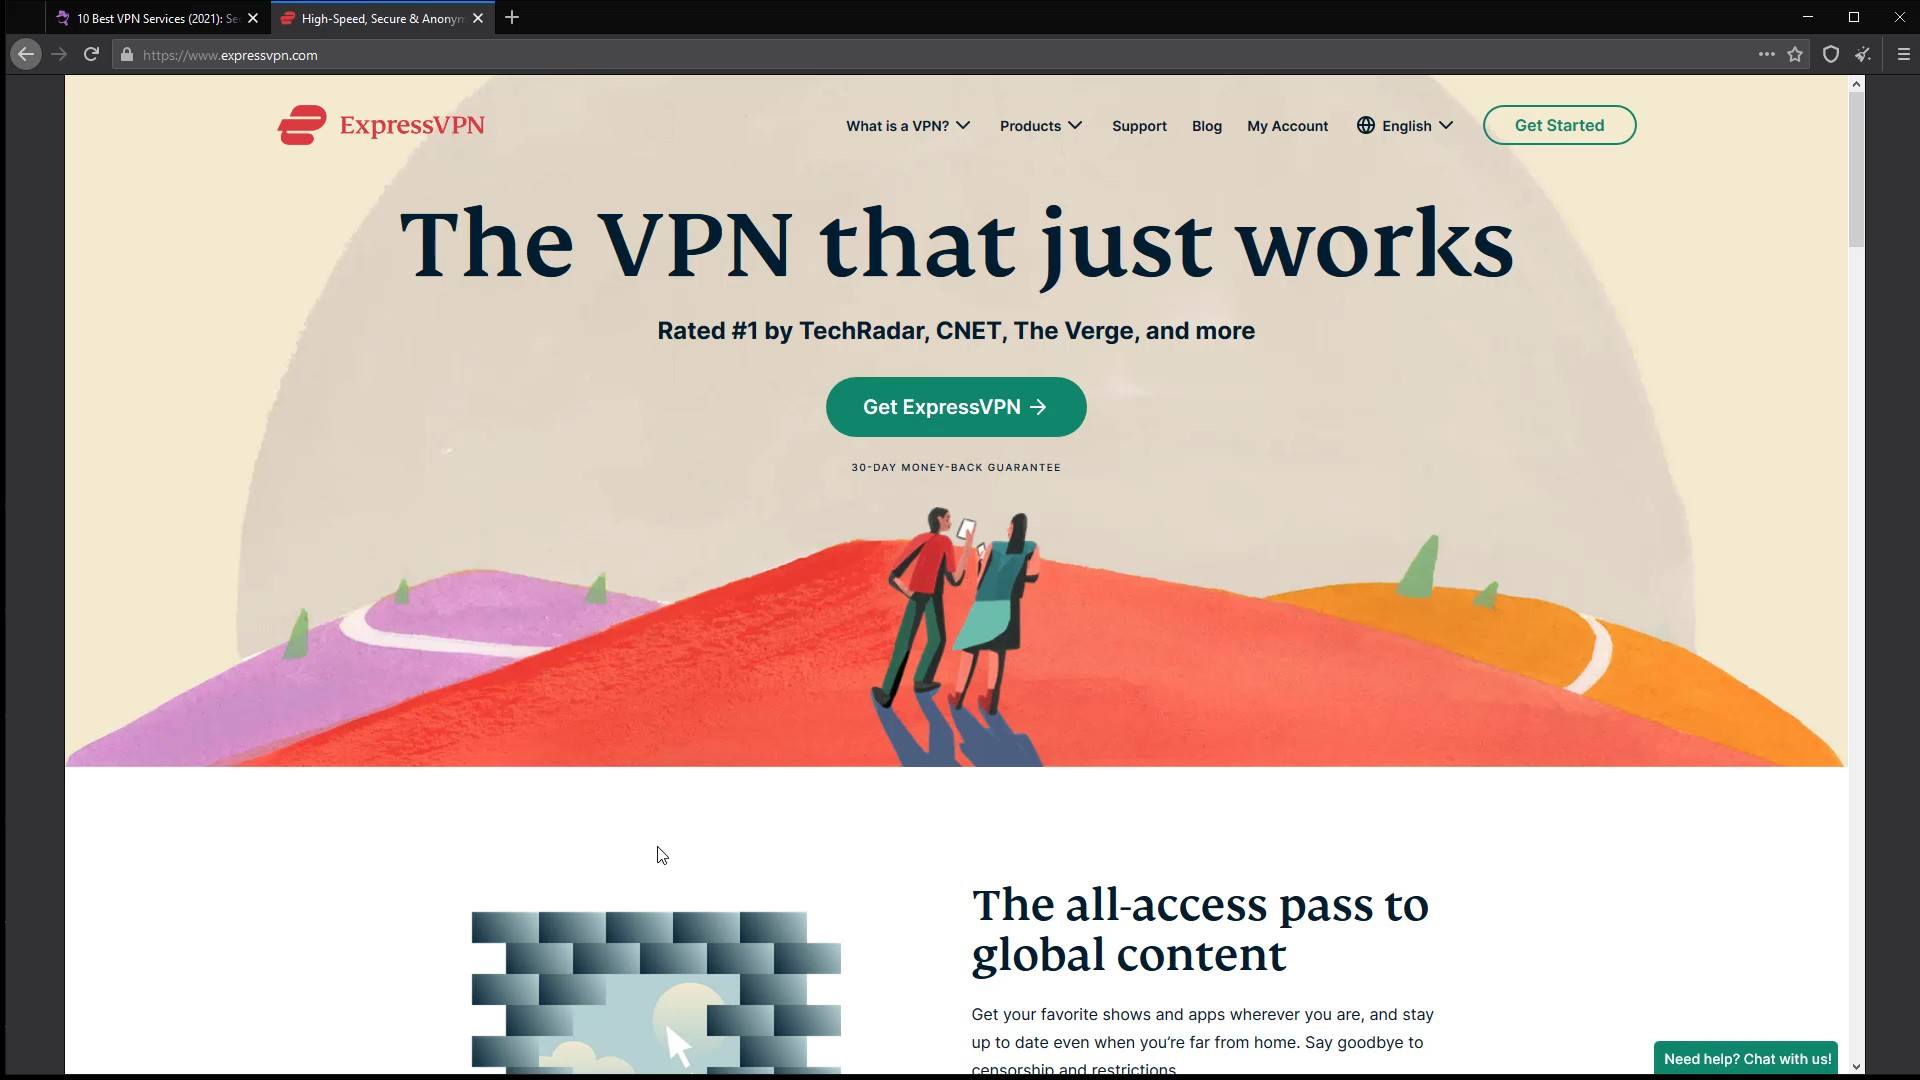 10 Best VPN Services (2021): Se
High-Speed, Secure & Anonym
https://www.expressvpn.com
ExpressVPN
What is a VPN?
Products
Support
Blog
My Account
English
Get Started
The VPN that just works
Rated #1 by TechRadar, CNET, The Verge, and more
Get ExpressVPN →
30-DAY MONEY-BACK GUARANTEE
The all-access pass to
global content
Get your favorite shows and apps wherever you are, and stay
up to date even when you’re far from home. Say goodbye to
censorship and restrictions
Need help? Chat with us!